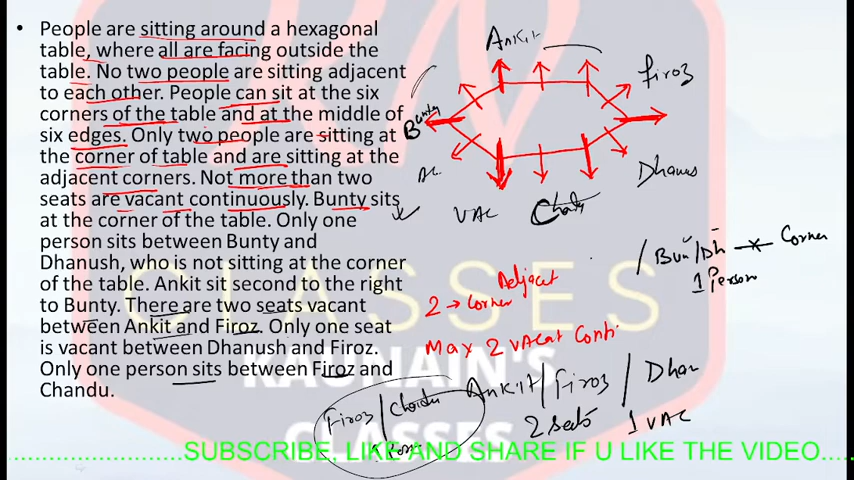 • People are sitting around a hexagonal
table, where all are facing outside the
table. No two people are sitting adjacent
to each other. People can sit at the six
corners of the table and at the middle of
six edges. Only two people are sitting at
the corner of table and are sitting at the
adjacent corners. Not more than two
seats are vacant continuously. Bunty sits
at the corner of the table. Only one
person sits between Bunty and
Dhanush, who is not sitting at the corner
of the table. Ankit sit second to the right
to Bunty. There are two seats vacant
between Ankit and Firoz. Only one seat
is vacant between Dhanush and Firoz.
Only one person sits between Firoz and
Chandu.
Ankit
Firoz
Bunty
Dhanus
VAC
Bun / Dh Corner
1 Person
Adjacent
2 → Corner
Max 2 vacat Conti
Firoz / Chandu
Ankit / Firoz / Dhan
2 seats 1 VAC
CLASSES
KAUNAIN'S
CLASSES
SUBSCRIBE, LIKE AND SHARE IF U LIKE THE VIDEO